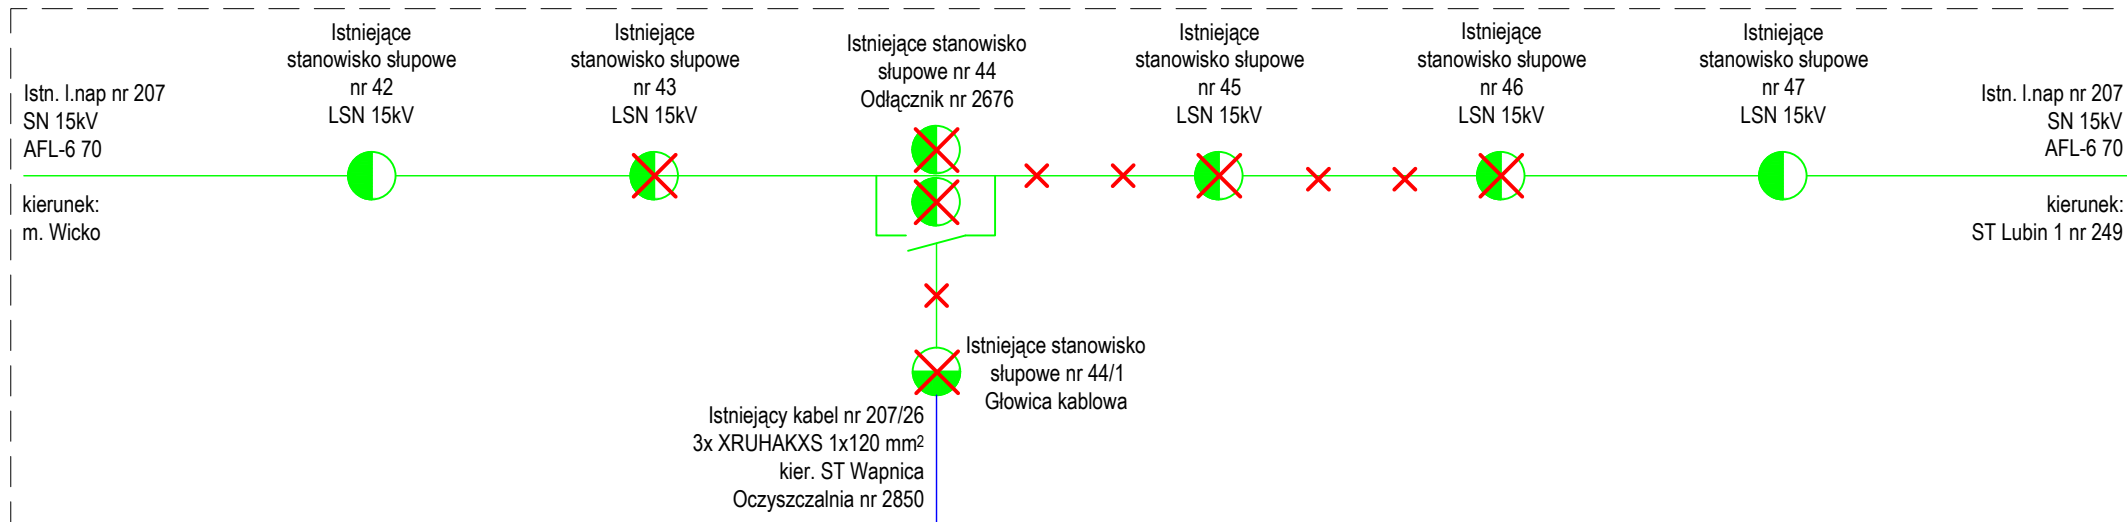 Istn. l.nap nr 207
SN 15kV
AFL-6 70
kierunek:
m. Wicko
Istniejące
stanowisko słupowe
nr 42
LSN 15kV
Istniejące
stanowisko słupowe
nr 43
LSN 15kV
Istniejące stanowisko
słupowe nr 44
Odłącznik nr 2676
Istniejące
stanowisko słupowe
nr 45
LSN 15kV
Istniejące
stanowisko słupowe
nr 46
LSN 15kV
Istniejące
stanowisko słupowe
nr 47
LSN 15kV
Istn. l.nap nr 207
SN 15kV
AFL-6 70
kierunek:
ST Lubin 1 nr 249
Istniejące stanowisko
słupowe nr 44/1
Głowica kablowa
Istniejący kabel nr 207/26
3x XRUHAKXS 1x120 mm²
kier. ST Wapnica
Oczyszczalnia nr 2850